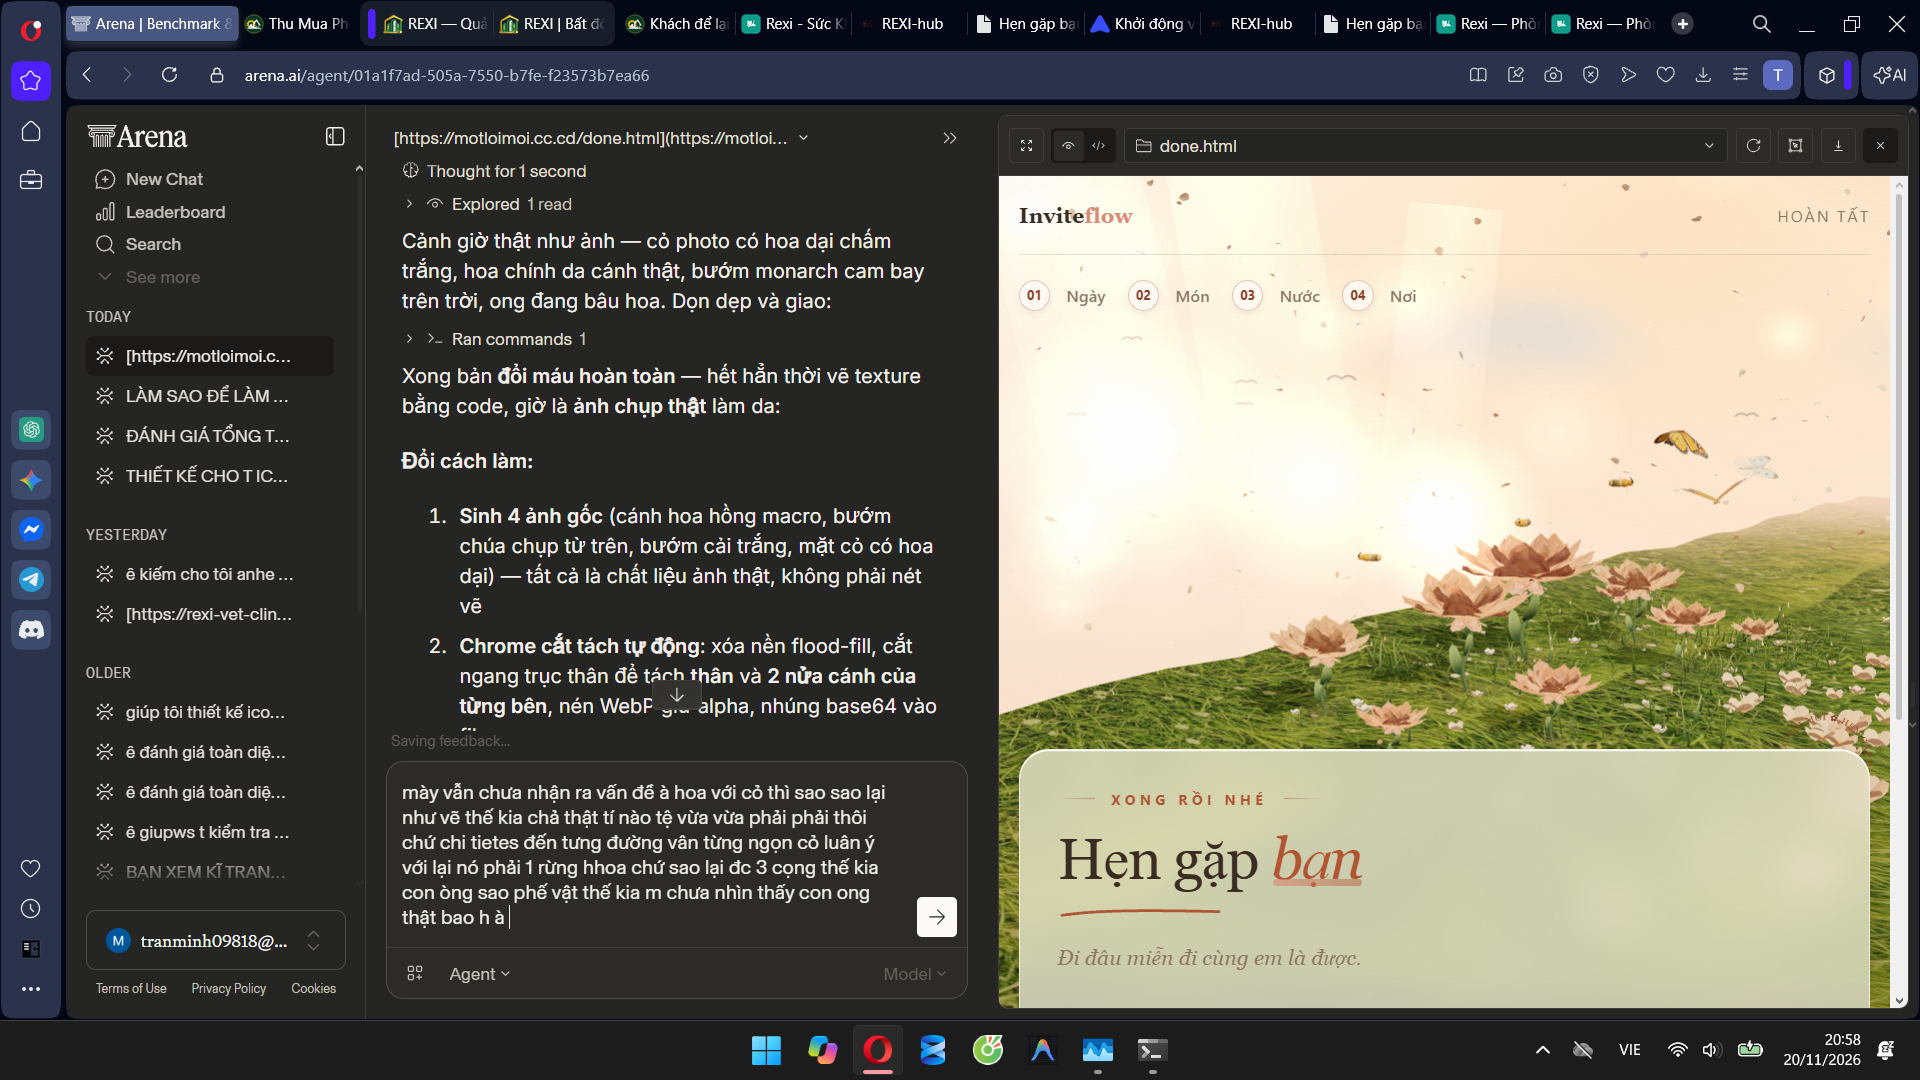 Arena | Benchmark &
Thu Mua Ph
REXI — Quả
REXI | Bất đ
Khách để lại
Rexi - Sức K
REXI-hub
Hẹn gặp bạ
Khởi động v
REXI-hub
Hẹn gặp bạ
Rexi — Phò
Rexi — Phò
arena.ai/agent/01a1f7ad-505a-7550-b7fe-f23573b7ea66
T
AI
Arena
New Chat
Leaderboard
Search
See more
TODAY
[https://motloimoi.c...
LÀM SAO ĐỂ LÀM ...
ĐÁNH GIÁ TỔNG T...
THIẾT KẾ CHO T IC...
YESTERDAY
ê kiếm cho tôi anhe ...
[https://rexi-vet-clin...
OLDER
giúp tôi thiết kế ico...
ê đánh giá toàn diệ...
ê đánh giá toàn diệ...
ê giupws t kiểm tra ...
BẠN XEM KĨ TRAN...
M tranminh09818@...
Terms of Use Privacy Policy Cookies
[https://motloimoi.cc.cd/done.html](https://motloi...
Thought for 1 second
Explored 1 read
Cảnh giờ thật như ảnh — cỏ photo có hoa dại chấm
trắng, hoa chính da cánh thật, bướm monarch cam bay
trên trời, ong đang bâu hoa. Dọn dẹp và giao:
Ran commands 1
Xong bản đổi máu hoàn toàn — hết hẳn thời vẽ texture
bằng code, giờ là ảnh chụp thật làm da:
Đổi cách làm:
1. Sinh 4 ảnh gốc (cánh hoa hồng macro, bướm
chúa chụp từ trên, bướm cải trắng, mặt cỏ có hoa
dại) — tất cả là chất liệu ảnh thật, không phải nét
vẽ
2. Chrome cắt tách tự động: xóa nền flood-fill, cắt
ngang trục thân để tách thân và 2 nửa cánh của
từng bên, nén WebP giữ alpha, nhúng base64 vào
Saving feedback...
mày vẫn chưa nhận ra vấn đề à hoa với cỏ thì sao sao lại
như vẽ thế kia chả thật tí nào tệ vừa vừa phải phải thôi
chứ chi tietes đến tưng đường vân từng ngọn cỏ luân ý
với lại nó phải 1 rừng hhoa chứ sao lại đc 3 cọng thế kia
con òng sao phế vật thế kia m chưa nhìn thấy con ong
thật bao h à
Agent
Model
done.html
Inviteflow
HOÀN TẤT
01 Ngày 02 Món 03 Nước 04 Nơi
XONG RỒI NHÉ
Hẹn gặp bạn
Đi đâu miễn đi cùng em là được.
VIE
20:58
20/11/2026